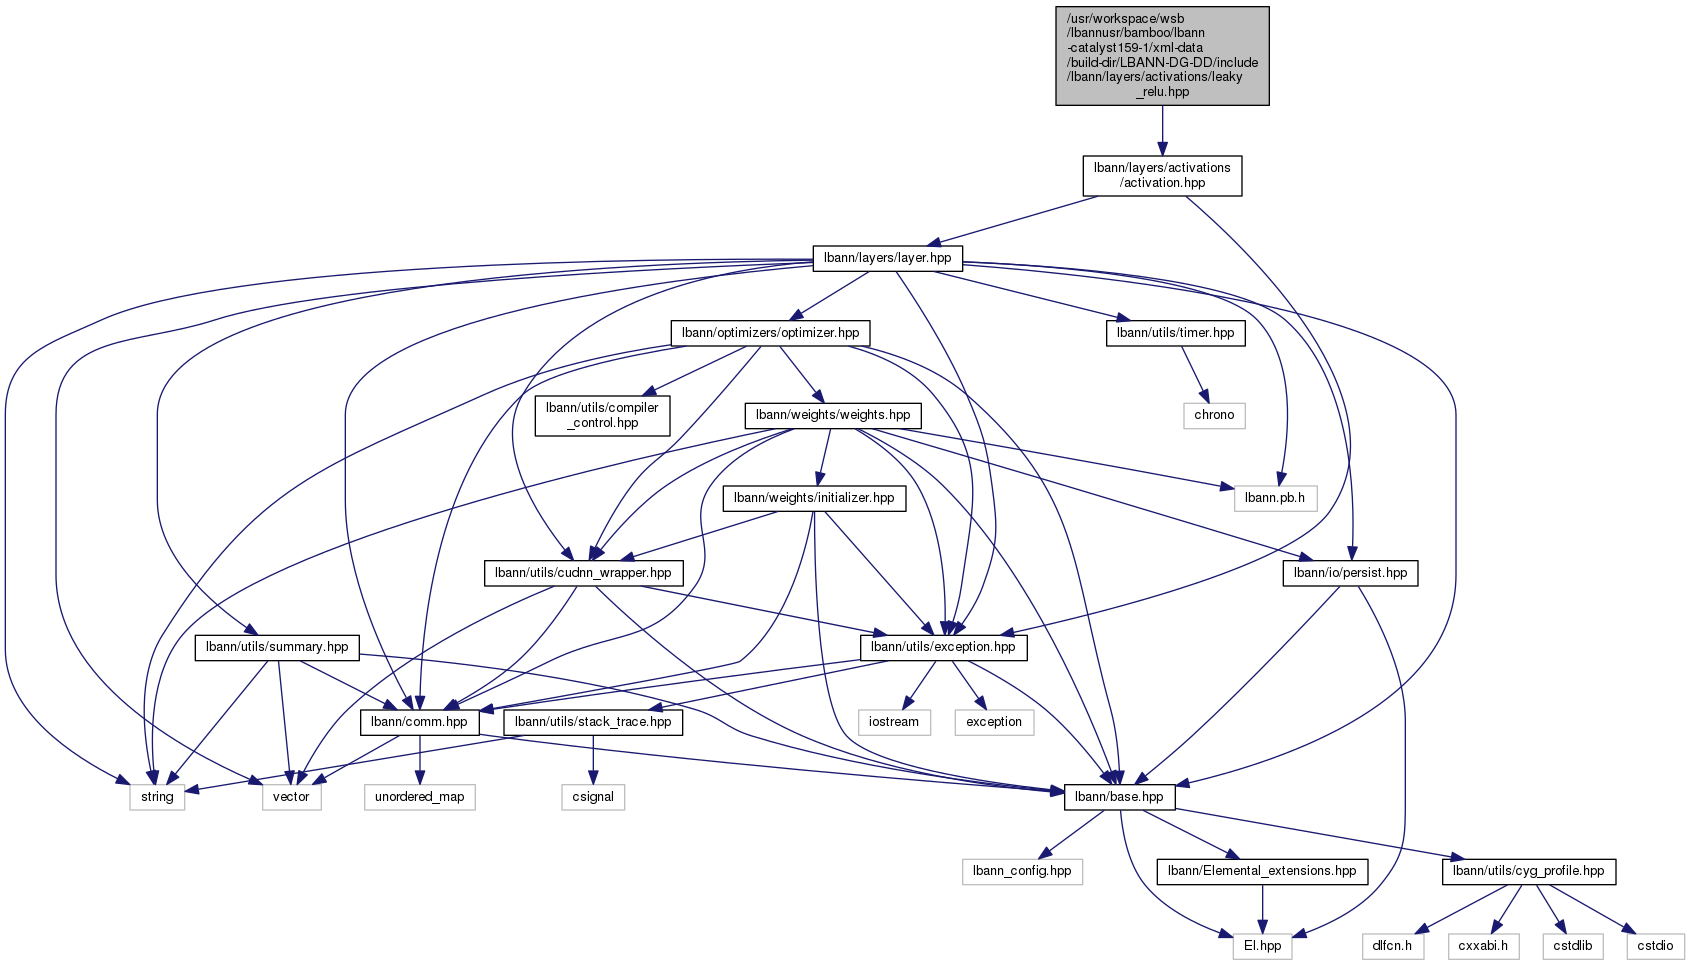 /usr/workspace/wsb
/lbannusr/bamboo/lbann
-catalyst159-1/xml-data
/build-dir/LBANN-DG-DD/include
/lbann/layers/activations/leaky
_relu.hpp
lbann/layers/activations
/activation.hpp
lbann/layers/layer.hpp
lbann/optimizers/optimizer.hpp
lbann/utils/timer.hpp
lbann/utils/compiler
_control.hpp
lbann/weights/weights.hpp
chrono
lbann/weights/initializer.hpp
lbann.pb.h
lbann/utils/cudnn_wrapper.hpp
lbann/io/persist.hpp
lbann/utils/summary.hpp
lbann/utils/exception.hpp
lbann/comm.hpp
lbann/utils/stack_trace.hpp
iostream
exception
string
vector
unordered_map
csignal
lbann/base.hpp
lbann_config.hpp
lbann/Elemental_extensions.hpp
lbann/utils/cyg_profile.hpp
El.hpp
dlfcn.h
cxxabi.h
cstdlib
cstdio